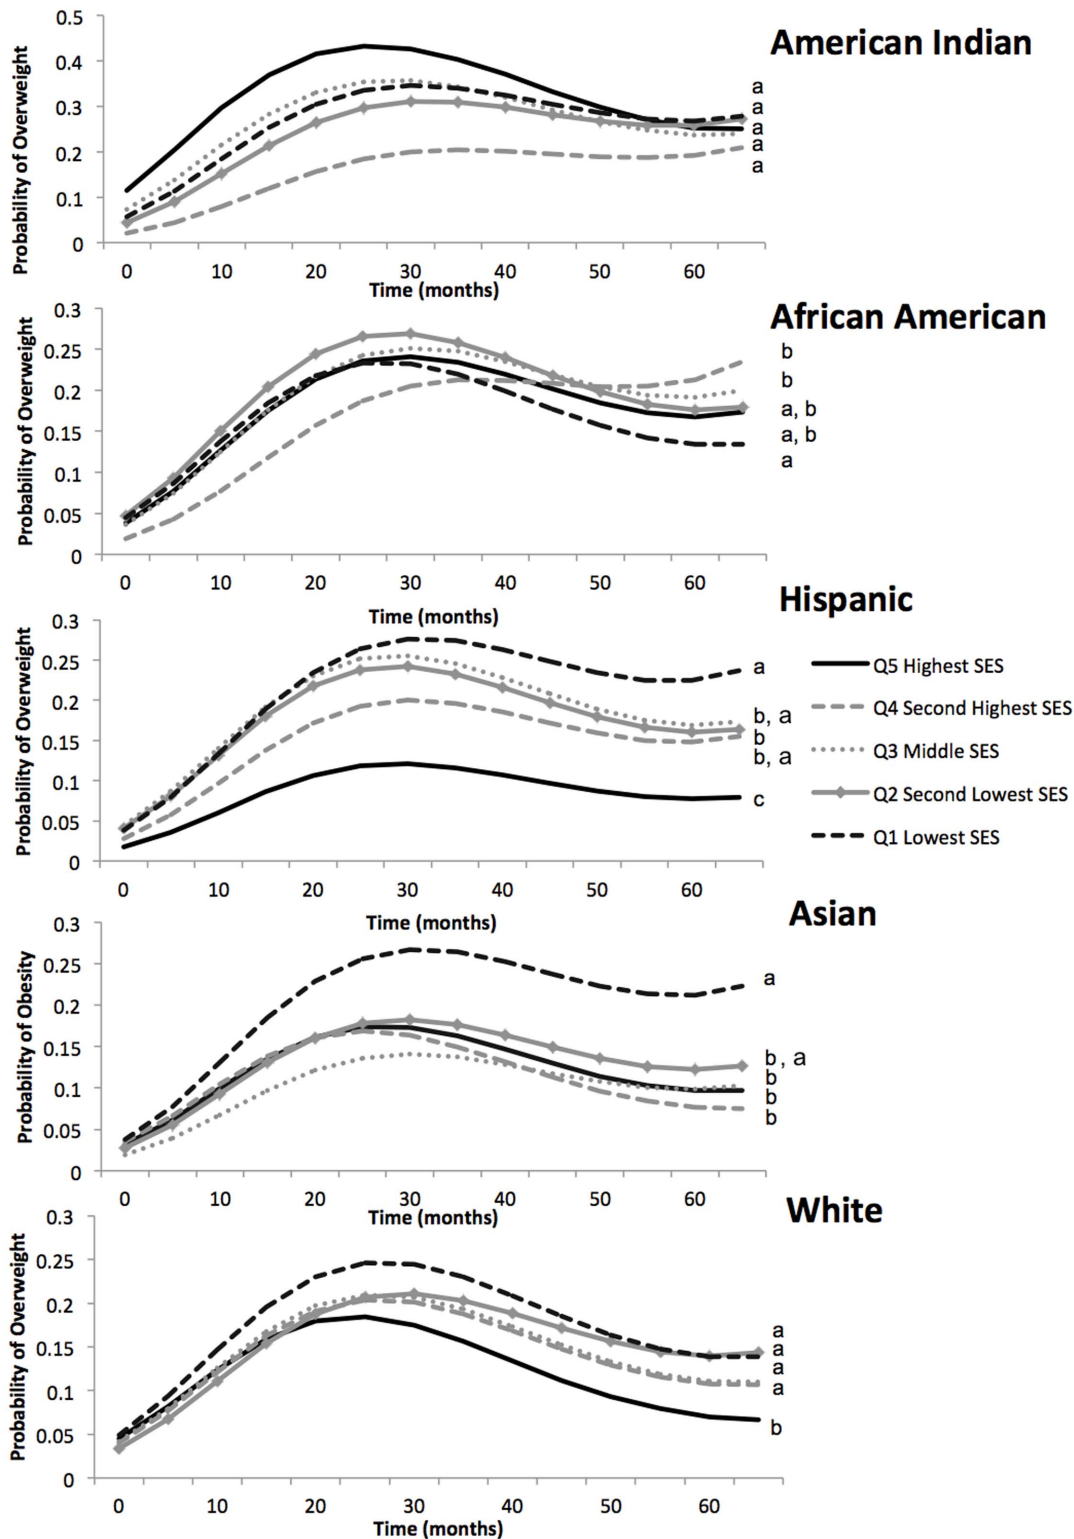 American Indian
Probability of Overweight
0.5
0.4
0.3
0.2
0.1
0
a
a
a
a
a
0 10 20 30 40 50 60
Time (months)
African American
Probability of Overweight
0.3
0.25
0.2
0.15
0.1
0.05
0
b
b
a, b
a, b
a
0 10 20 30 40 50 60
Time (months)
Hispanic
Probability of Overweight
0.3
0.25
0.2
0.15
0.1
0.05
0
a
b, a
b
b, a
c
Q5 Highest SES
Q4 Second Highest SES
Q3 Middle SES
Q2 Second Lowest SES
Q1 Lowest SES
0 10 20 30 40 50 60
Time (months)
Asian
Probability of Obesity
0.3
0.25
0.2
0.15
0.1
0.05
0
a
b, a
b
b
b
0 10 20 30 40 50 60
Time (months)
White
Probability of Overweight
0.3
0.25
0.2
0.15
0.1
0.05
0
a
a
a
a
b
0 10 20 30 40 50 60
Time (months)